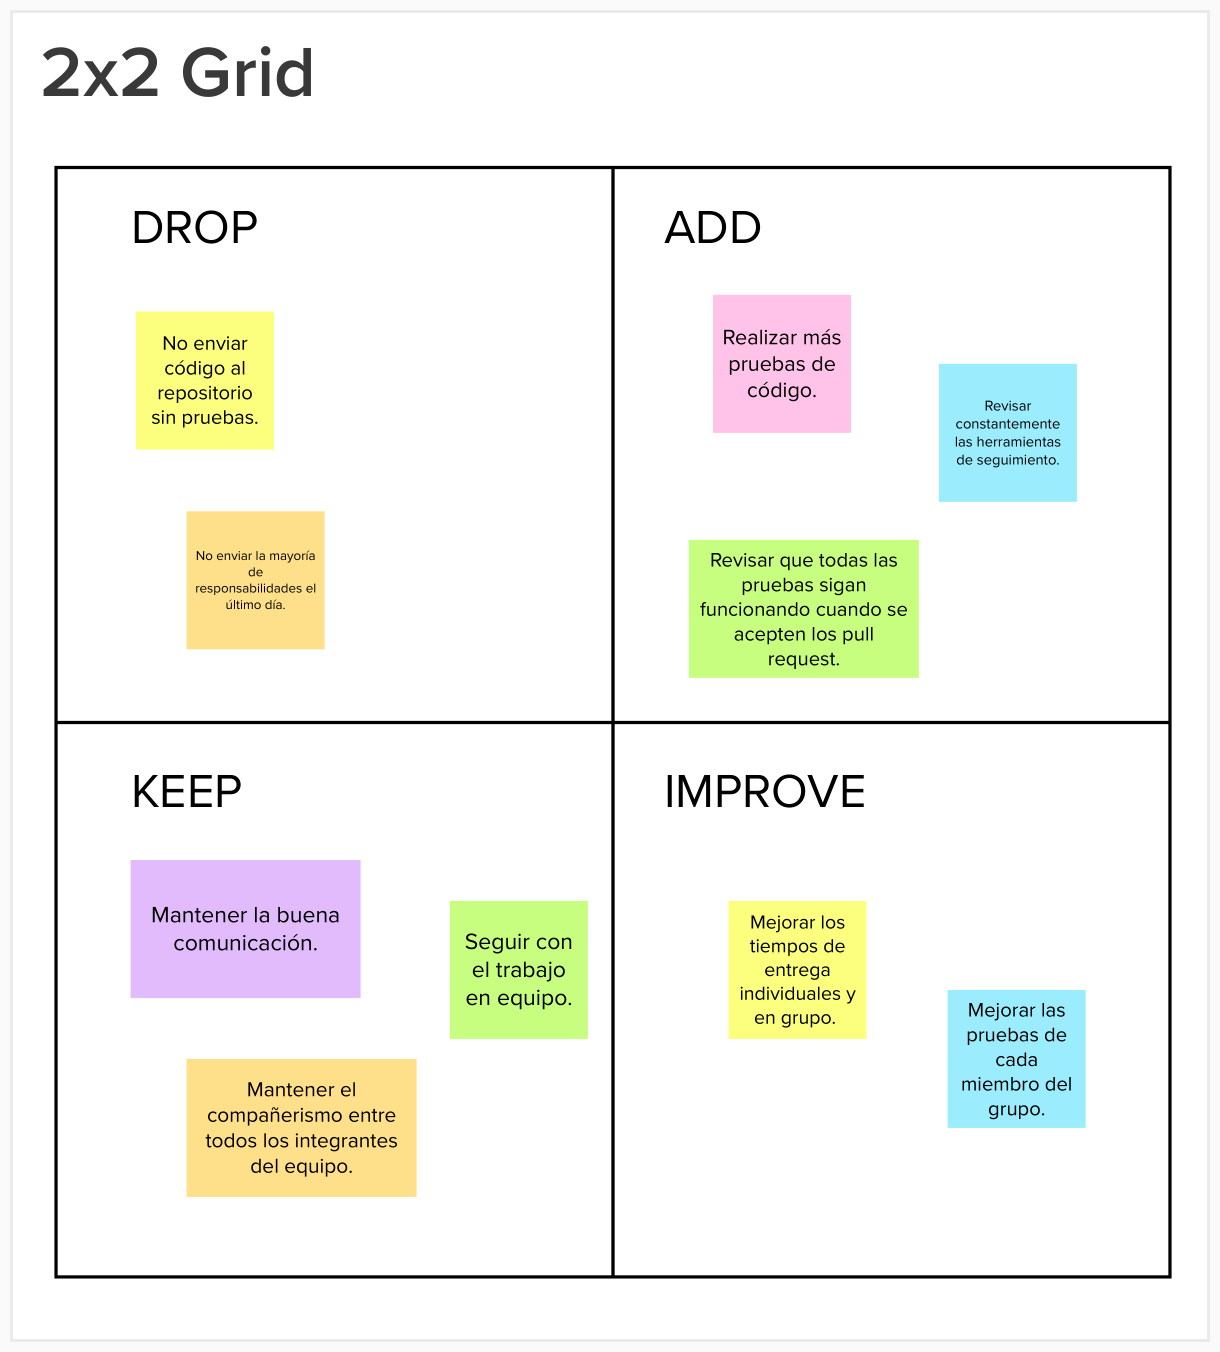 2x2 Grid
DROP
No enviar
código al
repositorio
sin pruebas.
No enviar la mayoría
de
responsabilidades el
último día.
ADD
Realizar más
pruebas de
código.
Revisar
constantemente
las herramientas
de seguimiento.
Revisar que todas las
pruebas sigan
funcionando cuando se
acepten los pull
request.
KEEP
Mantener la buena
comunicación.
Seguir con
el trabajo
en equipo.
Mantener el
compañerismo entre
todos los integrantes
del equipo.
IMPROVE
Mejorar los
tiempos de
entrega
individuales y
en grupo.
Mejorar las
pruebas de
cada
miembro del
grupo.